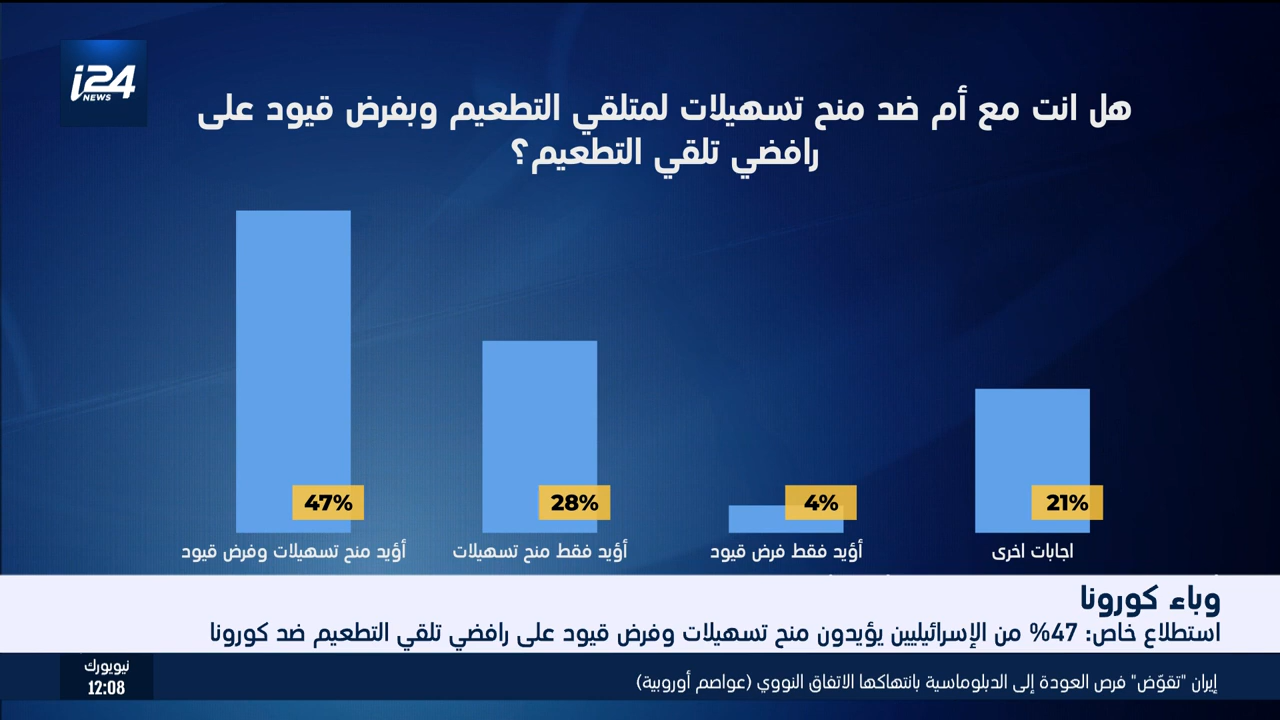 i24
NEWS
هل انت مع أم ضد منح تسهيلات لمتلقي التطعيم وبفرض قيود على
رافضي تلقي التطعيم؟
47%
28%
4%
21%
أؤيد منح تسهيلات وفرض قيود
أؤيد فقط منح تسهيلات
أؤيد فقط فرض قيود
اجابات اخرى
وباء كورونا
استطلاع خاص: 47% من الإسرائيليين يؤيدون منح تسهيلات وفرض قيود على رافضي تلقي التطعيم ضد كورونا
نيويورك
12:08
إيران "تقوّض" فرص العودة إلى الدبلوماسية بانتهاكها الاتفاق النووي (عواصم أوروبية)